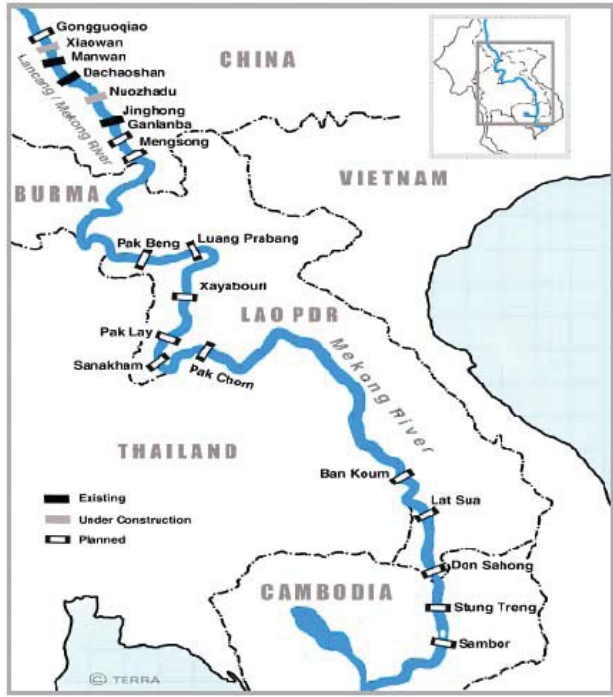 Gongguoqiao
Xiaowan
Manwan
Dachaoshan
CHINA
Nuozhadu
Lancang / Mekong River
Jinghong
Ganlanba
Mengsong
BURMA
VIETNAM
Pak Beng
Luang Prabang
Xayabouri
LAO PDR
Pak Lay
Sanakham
Pak Chom
Mekong River
THAILAND
Ban Koum
Lat Sua
Existing
Under Construction
Planned
Don Sahong
CAMBODIA
Stung Treng
Sambor
© TERRA